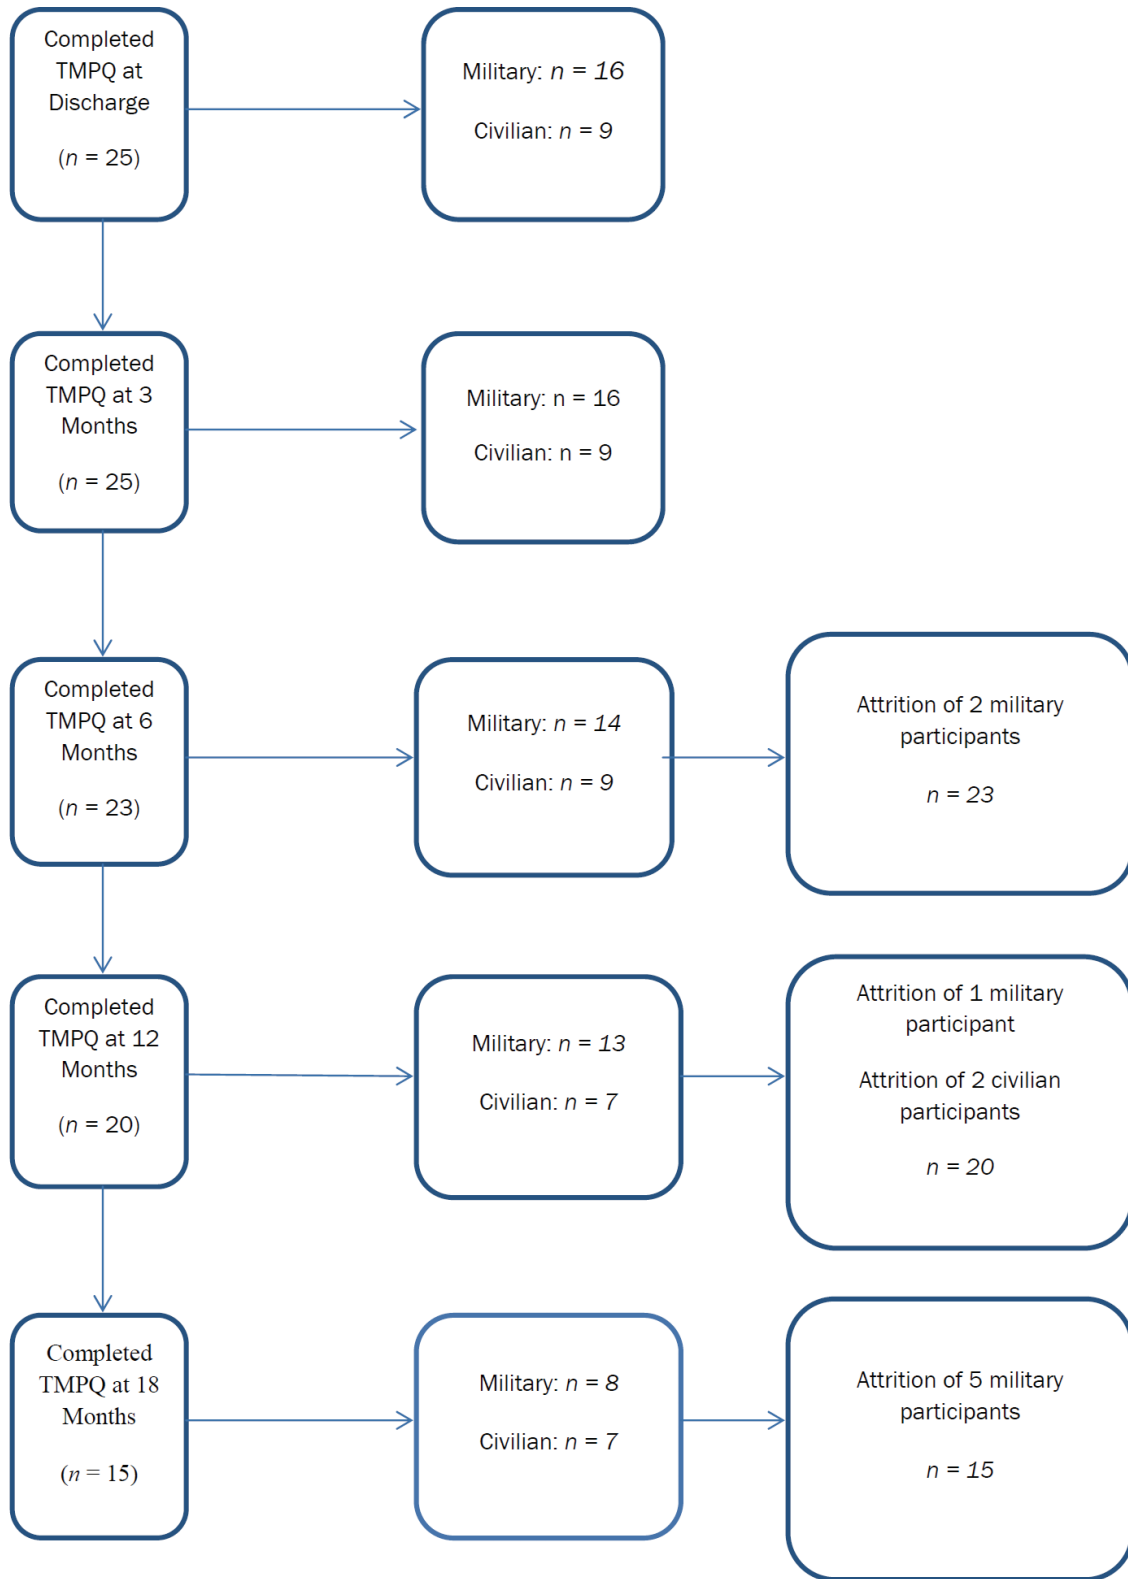 Completed
TMPQ at
Discharge
(n = 25)
Military: n = 16
Civilian: n = 9
Completed
TMPQ at 3
Months
(n = 25)
Military: n = 16
Civilian: n = 9
Completed
TMPQ at 6
Months
(n = 23)
Military: n = 14
Civilian: n = 9
Attrition of 2 military
participants
n = 23
Completed
TMPQ at 12
Months
(n = 20)
Military: n = 13
Civilian: n = 7
Attrition of 1 military
participant
Attrition of 2 civilian
participants
n = 20
Completed
TMPQ at 18
Months
(n = 15)
Military: n = 8
Civilian: n = 7
Attrition of 5 military
participants
n = 15